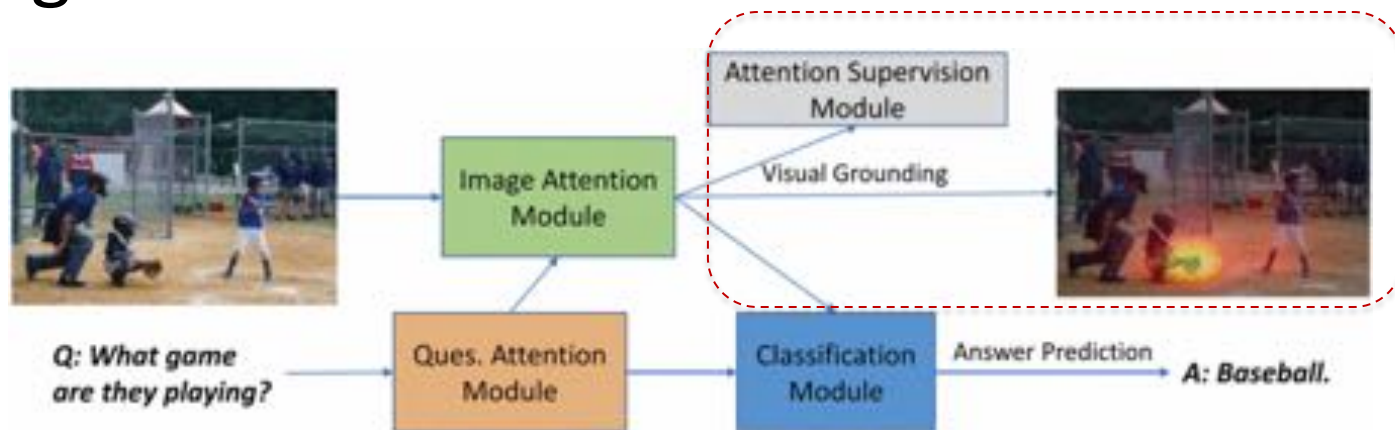 Attention Supervision
Module
Image Attention
Module
Visual Grounding
Q: What game
are they playing?
Ques. Attention
Module
Classification
Module
Answer Prediction
A: Baseball.